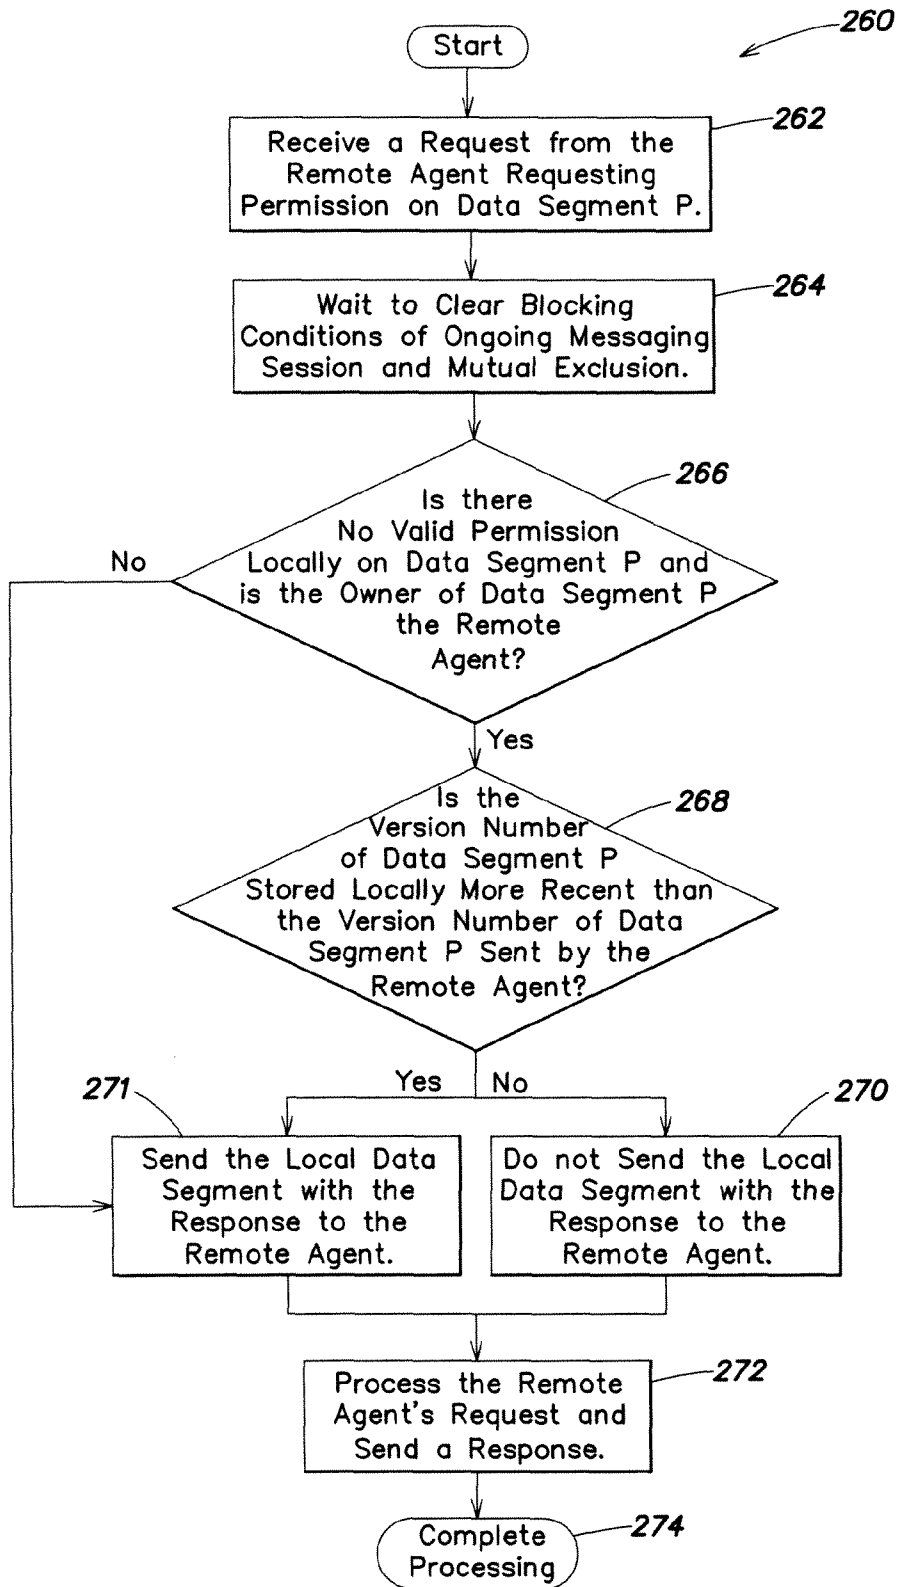 260
Start
262
Receive a Request from the
Remote Agent Requesting
Permission on Data Segment P.
264
Wait to Clear Blocking
Conditions of Ongoing Messaging
Session and Mutual Exclusion.
266
Is there
No Valid Permission
Locally on Data Segment P and
is the Owner of Data Segment P
the Remote
Agent?
No
Yes
268
Is the
Version Number
of Data Segment P
Stored Locally More Recent than
the Version Number of Data
Segment P Sent by the
Remote Agent?
Yes
No
271
Send the Local Data
Segment with the
Response to the
Remote Agent.
270
Do not Send the Local
Data Segment with the
Response to the
Remote Agent.
272
Process the Remote
Agent's Request and
Send a Response.
274
Complete
Processing